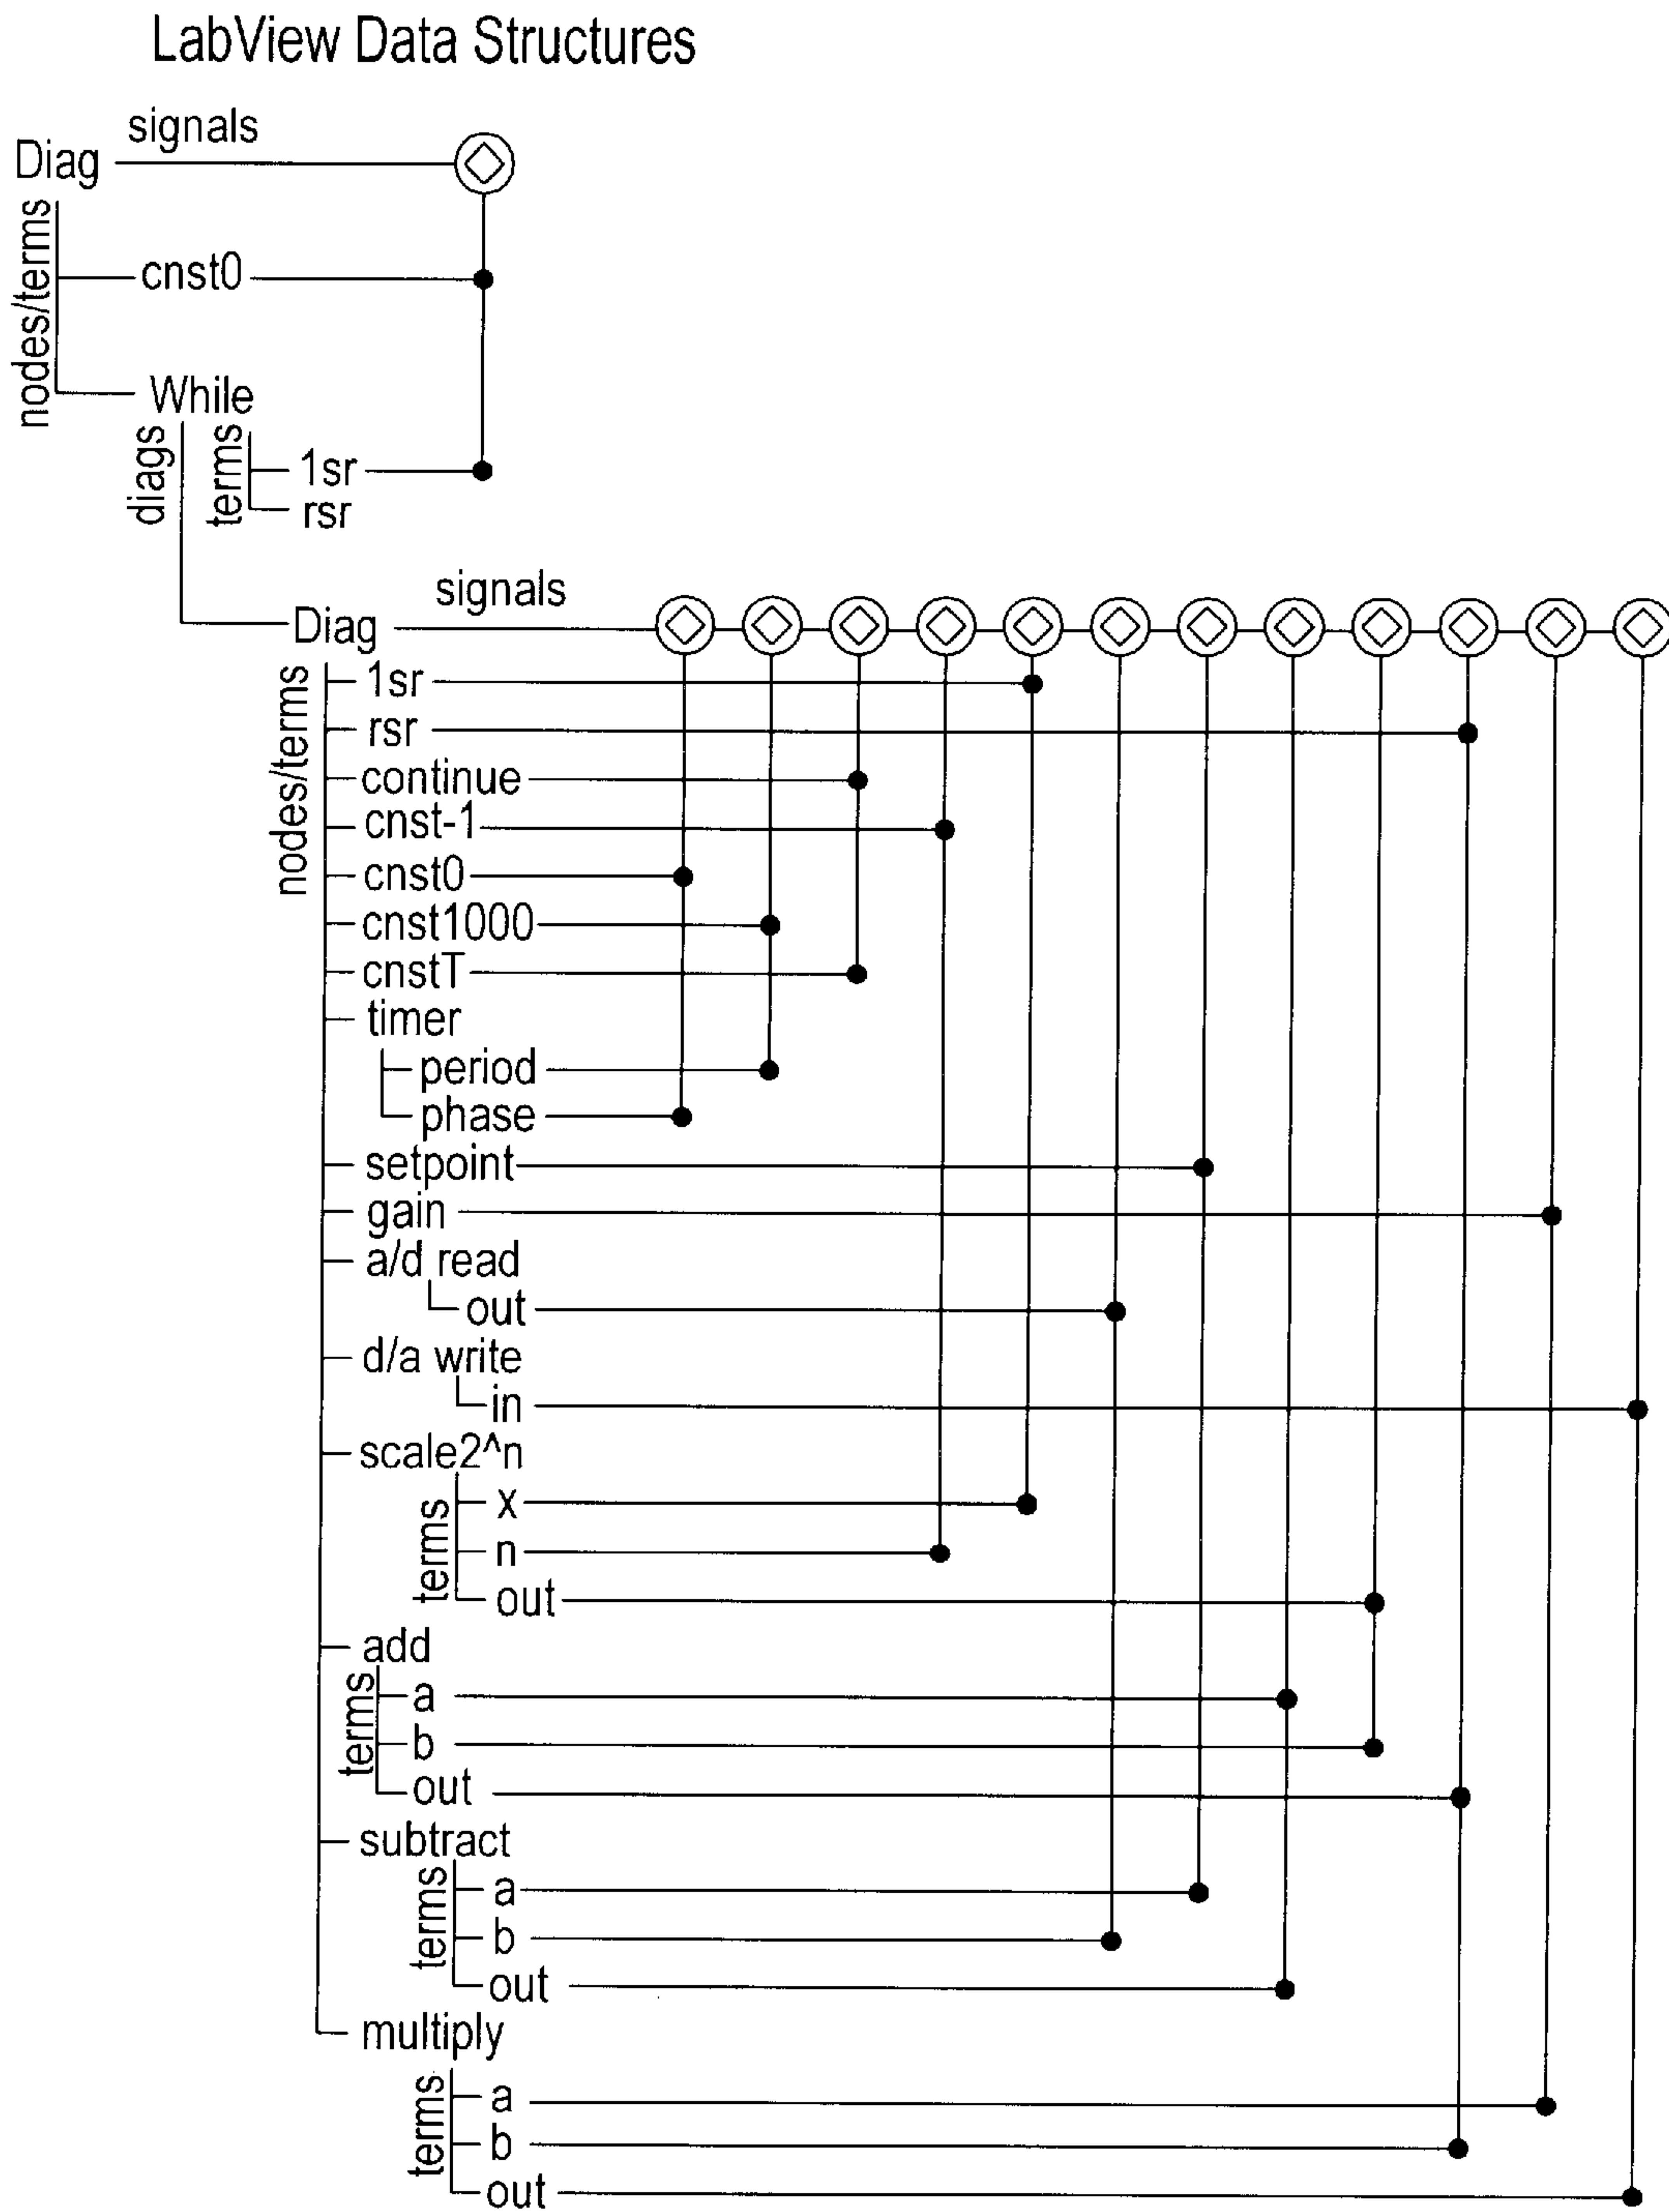 LabView Data Structures
signals
Diag
nodes/terms
cnst0
While
diags
terms
1sr
rsr
signals
Diag
nodes/terms
1sr
rsr
continue
cnst-1
cnst0
cnst1000
cnstT
timer
period
phase
setpoint
gain
a/d read
out
d/a write
in
scale2^n
terms
x
n
out
add
terms
a
b
out
subtract
terms
a
b
out
multiply
terms
a
b
out